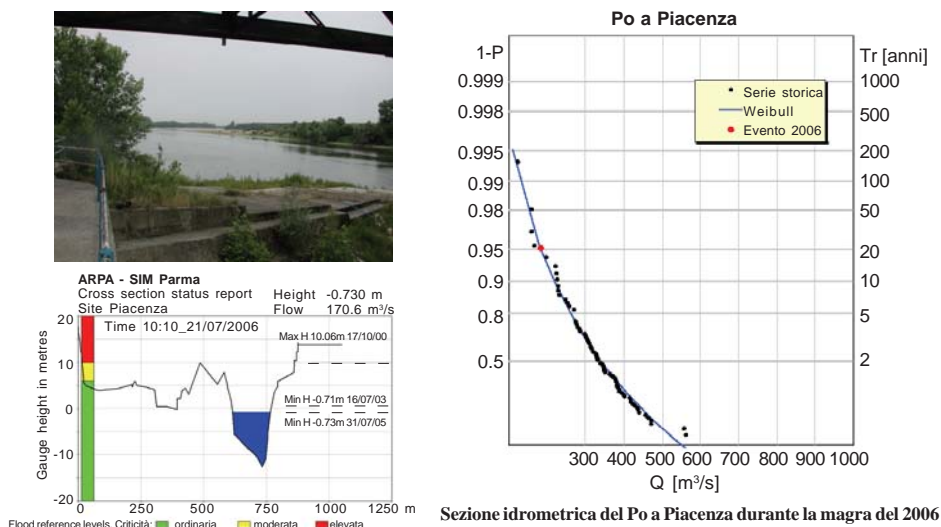 ARPA - SIM Parma
Cross section status report
Site Piacenza
Height -0.730 m
Flow 170.6 m³/s
Time 10:10_21/07/2006
Max H 10.06m 17/10/00
Min H -0.71m 16/07/03
Min H -0.73m 31/07/05
Gauge height in metres
20
10
0
-10
-20
0 250 500 750 1000 1250 m
Flood reference levels. Criticità: ordinaria moderata elevata
Po a Piacenza
1-P
0.999
0.998
0.995
0.99
0.98
0.95
0.9
0.8
0.5
Tr [anni]
1000
500
200
100
50
20
10
5
2
Serie storica
Weibull
Evento 2006
300 400 500 600 700 800 900 1000
Q [m³/s]
Sezione idrometrica del Po a Piacenza durante la magra del 2006